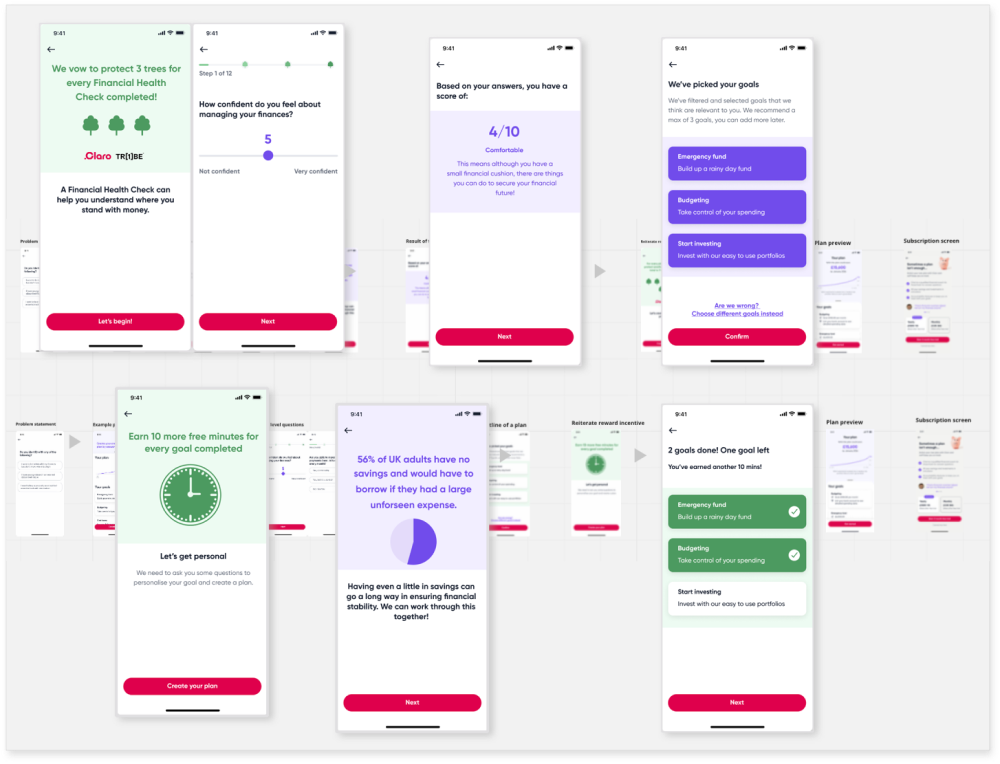 9:41
We vow to protect 3 trees for
every Financial Health
Check completed!
.Claro TR[1]BE
A Financial Health Check can
help you understand where you
stand with money.
Let's begin!
9:41
Step 1 of 12
How confident do you feel about
managing your finances?
5
Not confident
Very confident
Next
9:41
Based on your answers, you have a
score of:
4/10
Comfortable
This means although you have a
small financial cushion, there are things
you can do to secure your financial
future!
Next
9:41
We've picked your goals
We've filtered and selected goals that we
think are relevant to you. We recommend a
max of 3 goals, you can add more later.
Emergency fund
Build up a rainy day fund
Budgeting
Take control of your spending
Start investing
Invest with our easy to use portfolios
Are we wrong?
Choose different goals instead
Confirm
Problem
Result of
Reiterate
Plan preview
Subscription screen
Problem statement
Example p
level questions
tline of a plan
Reiterate reward incentive
Plan preview
Subscription screen
9:41
Earn 10 more free minutes for
every goal completed
Let's get personal
We need to ask you some questions to
personalise your goal and create a plan.
Create your plan
9:41
56% of UK adults have no
savings and would have to
borrow if they had a large
unforseen expense.
Having even a little in savings can
go a long way in ensuring financial
stability. We can work through this
together!
Next
9:41
2 goals done! One goal left
You've earned another 10 mins!
Emergency fund
Build up a rainy day fund
Budgeting
Take control of your spending
Start investing
Invest with our easy to use portfolios
Next